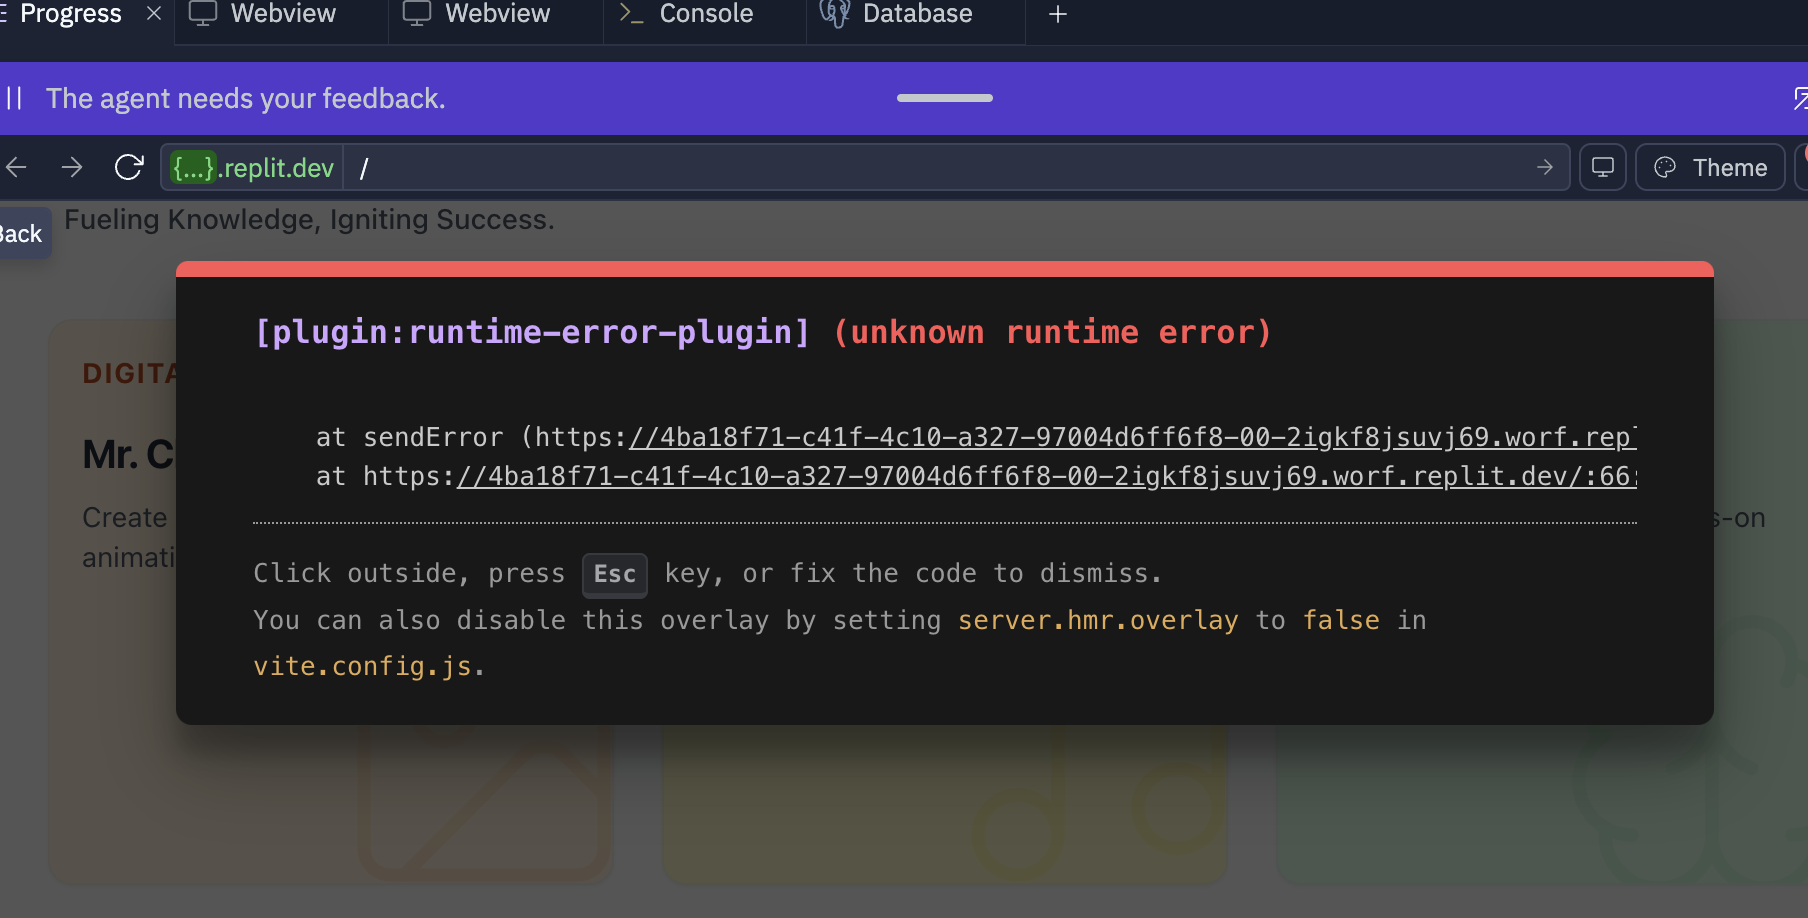 Progress
Webview
Webview
Console
Database
The agent needs your feedback.
{...}.replit.dev /
Theme
Back
Fueling Knowledge, Igniting Success.
[plugin:runtime-error-plugin] (unknown runtime error)
at sendError (https://4ba18f71-c41f-4c10-a327-97004d6ff6f8-00-2igkf8jsuvj69.worf.repl
at https://4ba18f71-c41f-4c10-a327-97004d6ff6f8-00-2igkf8jsuvj69.worf.replit.dev/:66:
Click outside, press Esc key, or fix the code to dismiss.
You can also disable this overlay by setting server.hmr.overlay to false in
vite.config.js.
DIGITA
Mr. C
Create
animati
s-on